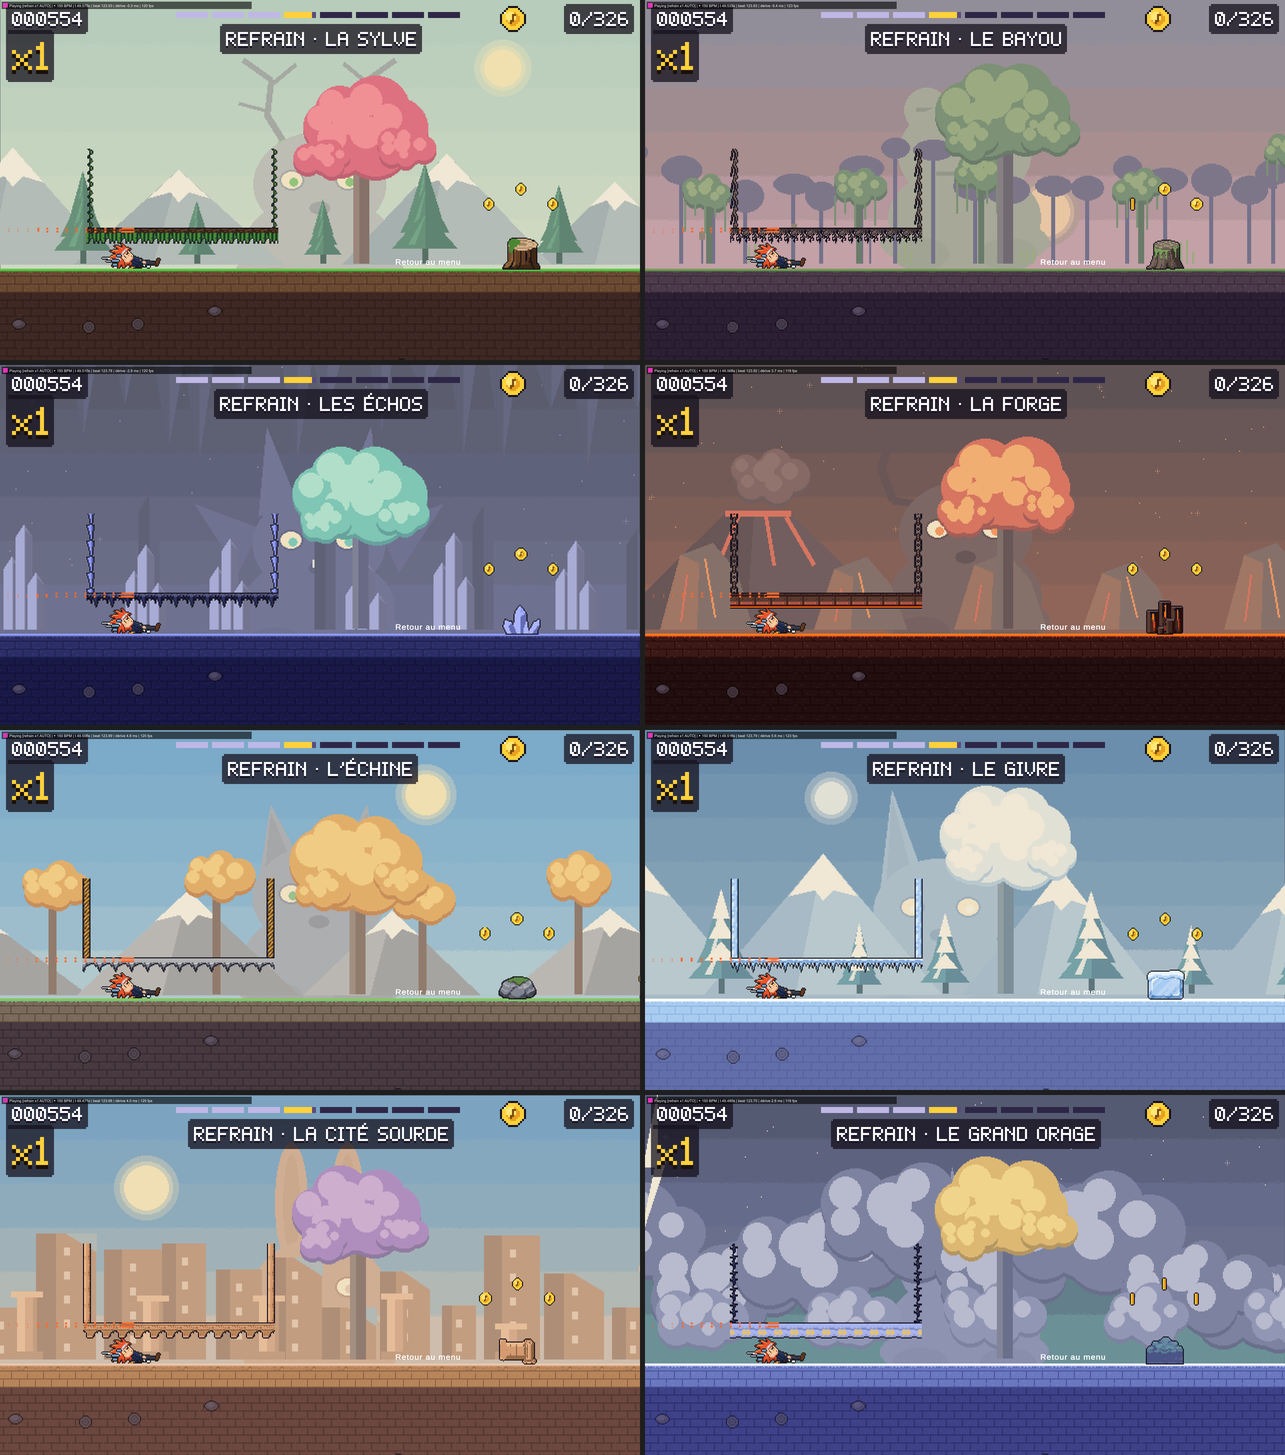 000554
0/326
x1
REFRAIN · LA SYLVE
Retour au menu
000554
0/326
x1
REFRAIN · LE BAYOU
Retour au menu
000554
0/326
x1
REFRAIN · LES ÉCHOS
Retour au menu
000554
0/326
x1
REFRAIN · LA FORGE
Retour au menu
000554
0/326
x1
REFRAIN · L'ÉCHINE
Retour au menu
000554
0/326
x1
REFRAIN · LE GIVRE
Retour au menu
000554
0/326
x1
REFRAIN · LA CITÉ SOURDE
Retour au menu
000554
0/326
x1
REFRAIN · LE GRAND ORAGE
Retour au menu